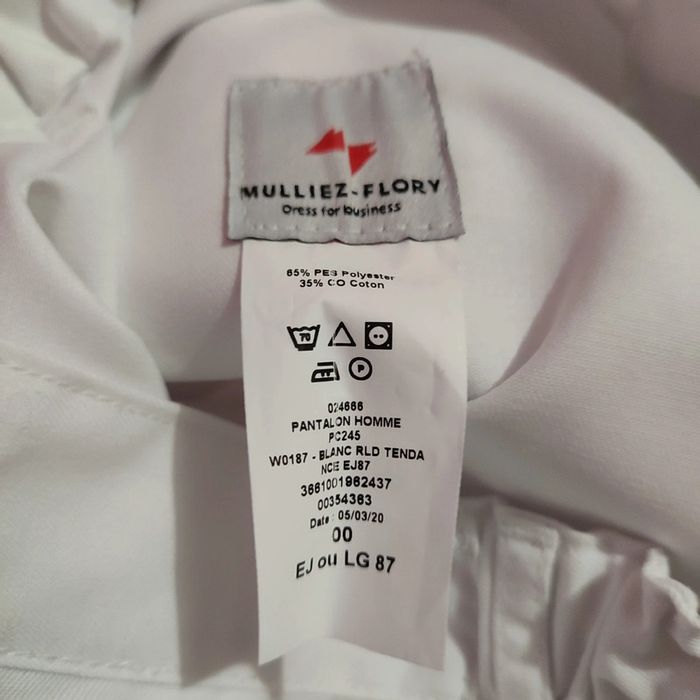 MULLIEZ-FLORY
Dress for business
65% PES Polyester
35% CO Coton
70
P
024666
PANTALON HOMME
PC245
W0187 - BLANC RLD TENDA
NCE EJ87
3661001962437
00354363
Date : 05/03/20
00
EJ ou LG 87